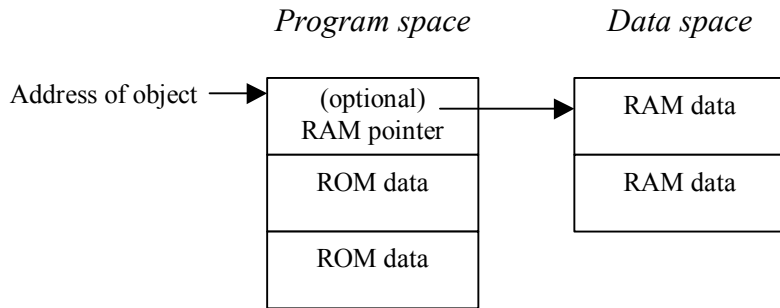 Program space
Data space
Address of object
(optional)
RAM pointer
RAM data
ROM data
RAM data
ROM data